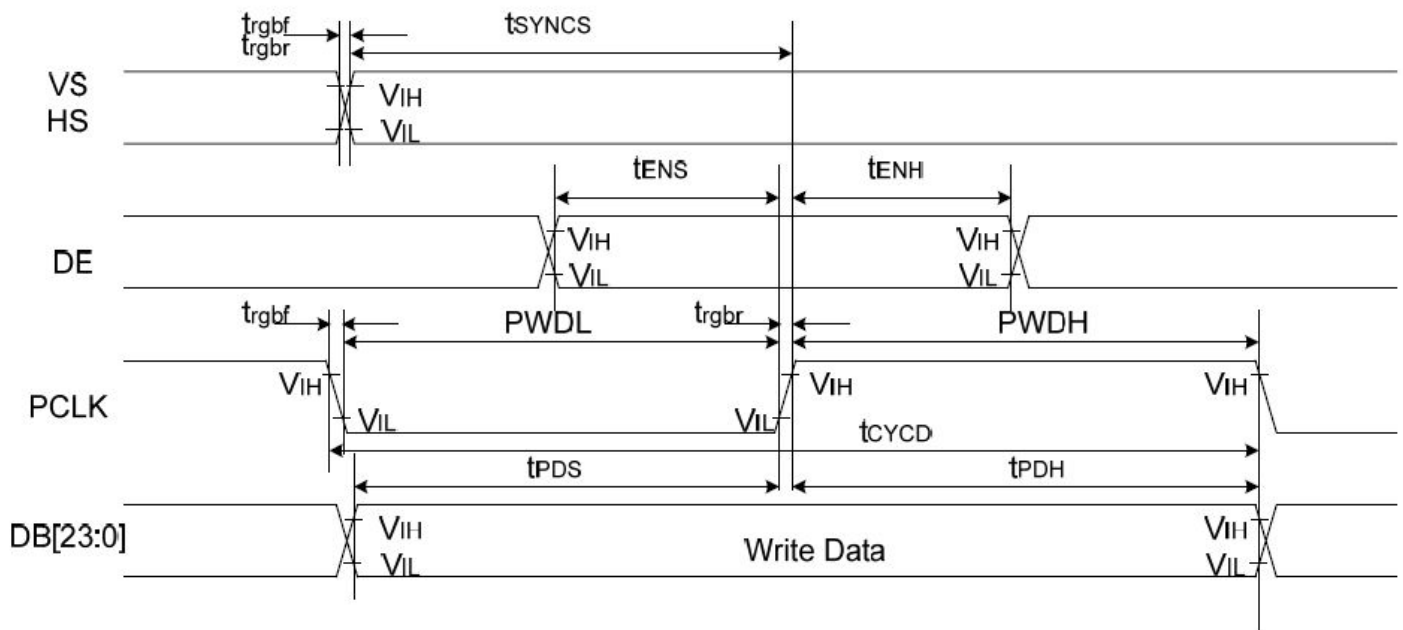 trgbf
trgbr
tSYNCS
VS
HS
VIH
VIL
tENS
tENH
DE
VIH
VIL
VIH
VIL
trgbf
PWDL
trgbr
PWDH
PCLK
VIH
VIL
VIL
VIH
VIH
tCYCD
tPDS
tPDH
DB[23:0]
VIH
VIL
Write Data
VIH
VIL